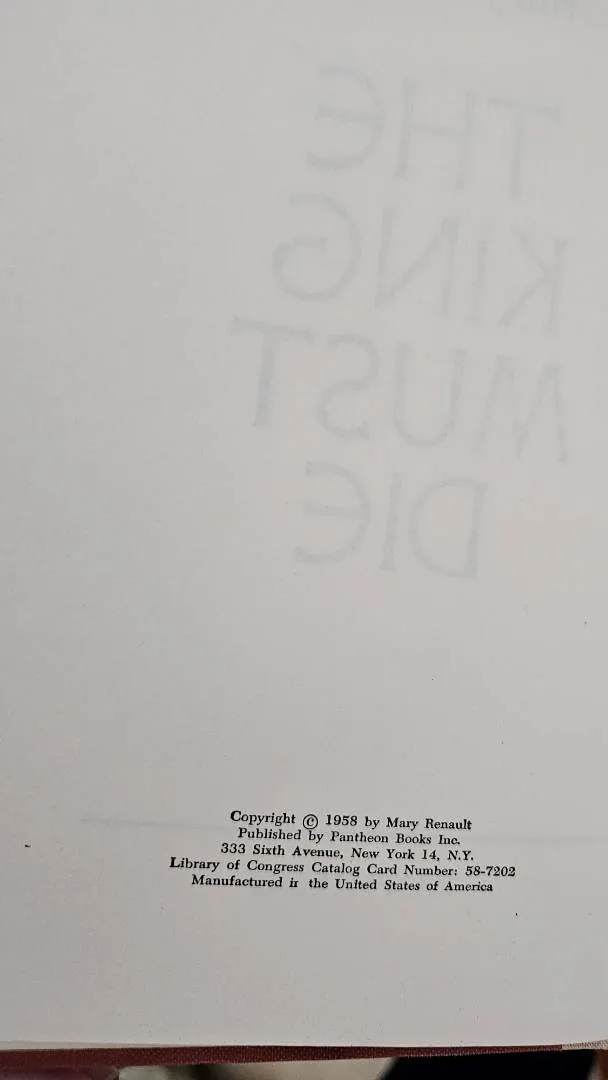 THE
KING
MUST
DIE
Copyright © 1958 by Mary Renault
Published by Pantheon Books Inc.
333 Sixth Avenue, New York 14, N.Y.
Library of Congress Catalog Card Number: 58-7202
Manufactured in the United States of America